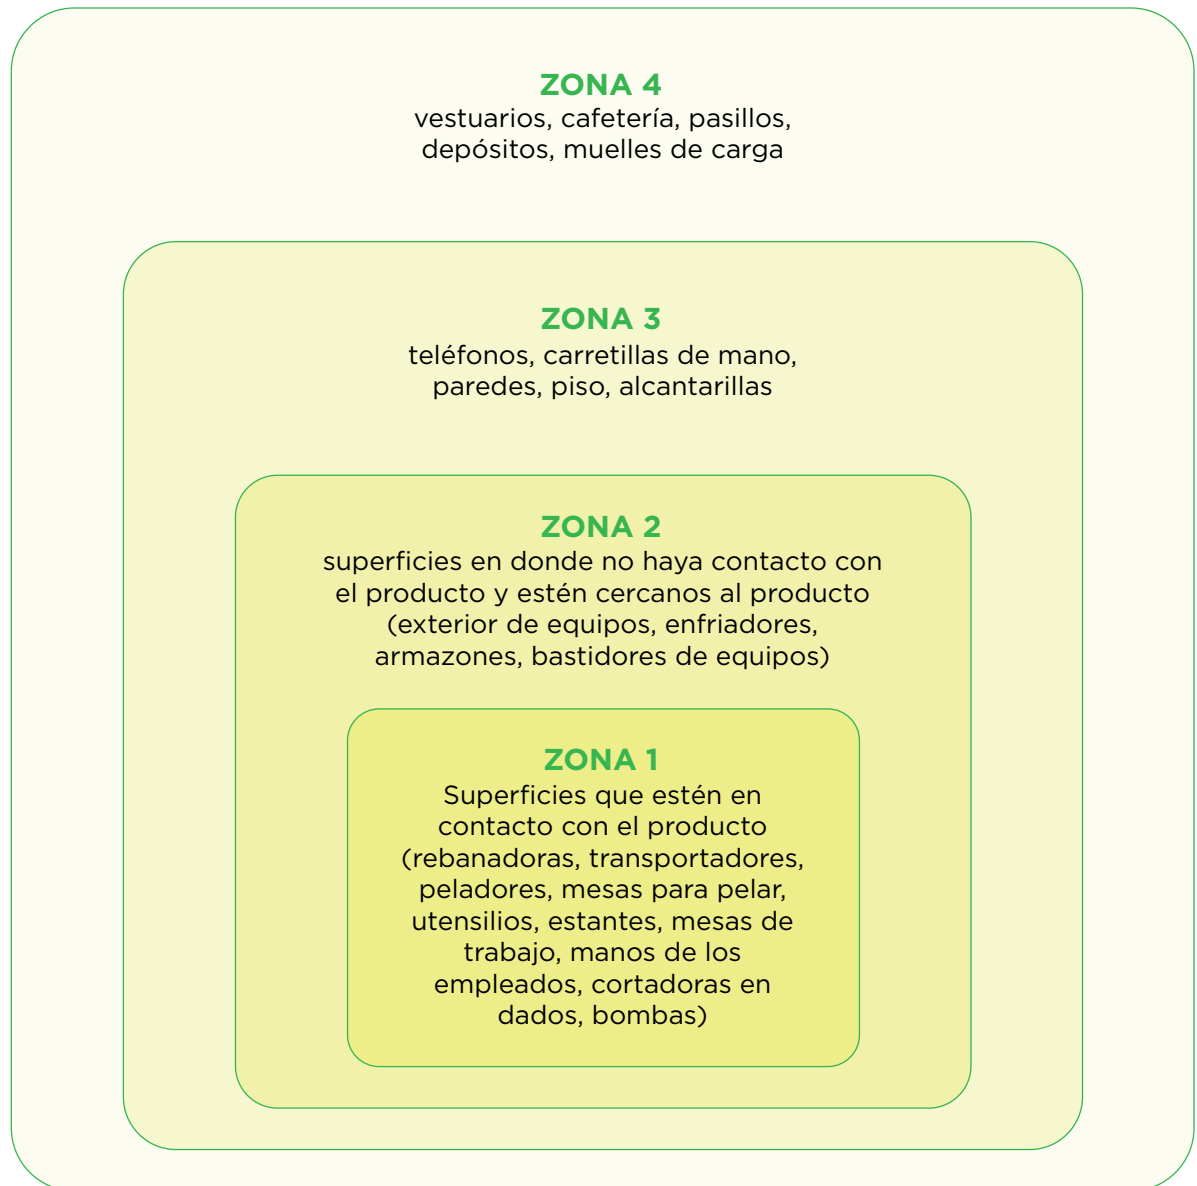 ZONA 4
vestuarios, cafetería, pasillos,
depósitos, muelles de carga
ZONA 3
teléfonos, carretillas de mano,
paredes, piso, alcantarillas
ZONA 2
superficies en donde no haya contacto con
el producto y estén cercanos al producto
(exterior de equipos, enfriadores,
armazones, bastidores de equipos)
ZONA 1
Superficies que estén en
contacto con el producto
(rebanadoras, transportadores,
peladores, mesas para pelar,
utensilios, estantes, mesas de
trabajo, manos de los
empleados, cortadoras en
dados, bombas)